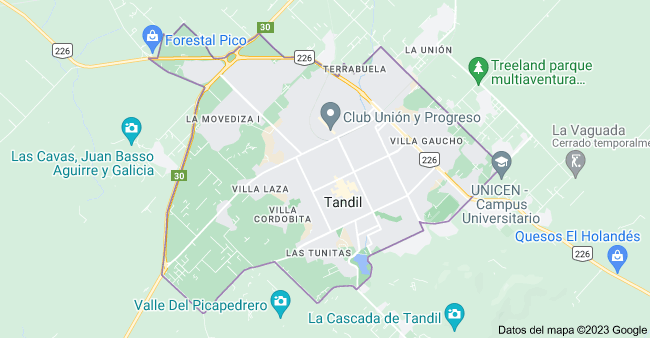 30
226
Forestal Pico
226
TERRABUELA
LA UNIÓN
Treeland parque
multiaventura...
LA MOVEDIZA I
Club Unión y Progreso
VILLA GAUCHO
226
La Vaguada
Cerrado temporalme
Las Cavas, Juan Basso
Aguirre y Galicia
30
VILLA LAZA
VILLA
CORDOBITA
Tandil
UNICEN -
Campus
Universitario
Quesos El Holandés
226
LAS TUNITAS
Valle Del Picapedrero
La Cascada de Tandil
Datos del mapa ©2023 Google